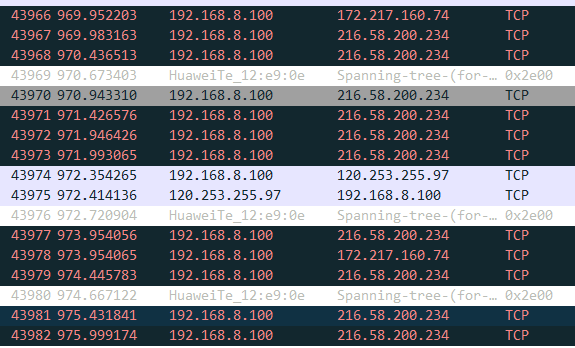 43966 969.952203 192.168.8.100 172.217.160.74 TCP
43967 969.983163 192.168.8.100 216.58.200.234 TCP
43968 970.436513 192.168.8.100 216.58.200.234 TCP
43969 970.673403 HuaweiTe_12:e9:0e Spanning-tree-(for-… 0x2e00
43970 970.943310 192.168.8.100 216.58.200.234 TCP
43971 971.426576 192.168.8.100 216.58.200.234 TCP
43972 971.946426 192.168.8.100 216.58.200.234 TCP
43973 971.993065 192.168.8.100 216.58.200.234 TCP
43974 972.354265 192.168.8.100 120.253.255.97 TCP
43975 972.414136 120.253.255.97 192.168.8.100 TCP
43976 972.720904 HuaweiTe_12:e9:0e Spanning-tree-(for-… 0x2e00
43977 973.954056 192.168.8.100 216.58.200.234 TCP
43978 973.954065 192.168.8.100 172.217.160.74 TCP
43979 974.445783 192.168.8.100 216.58.200.234 TCP
43980 974.667122 HuaweiTe_12:e9:0e Spanning-tree-(for-… 0x2e00
43981 975.431841 192.168.8.100 216.58.200.234 TCP
43982 975.999174 192.168.8.100 216.58.200.234 TCP